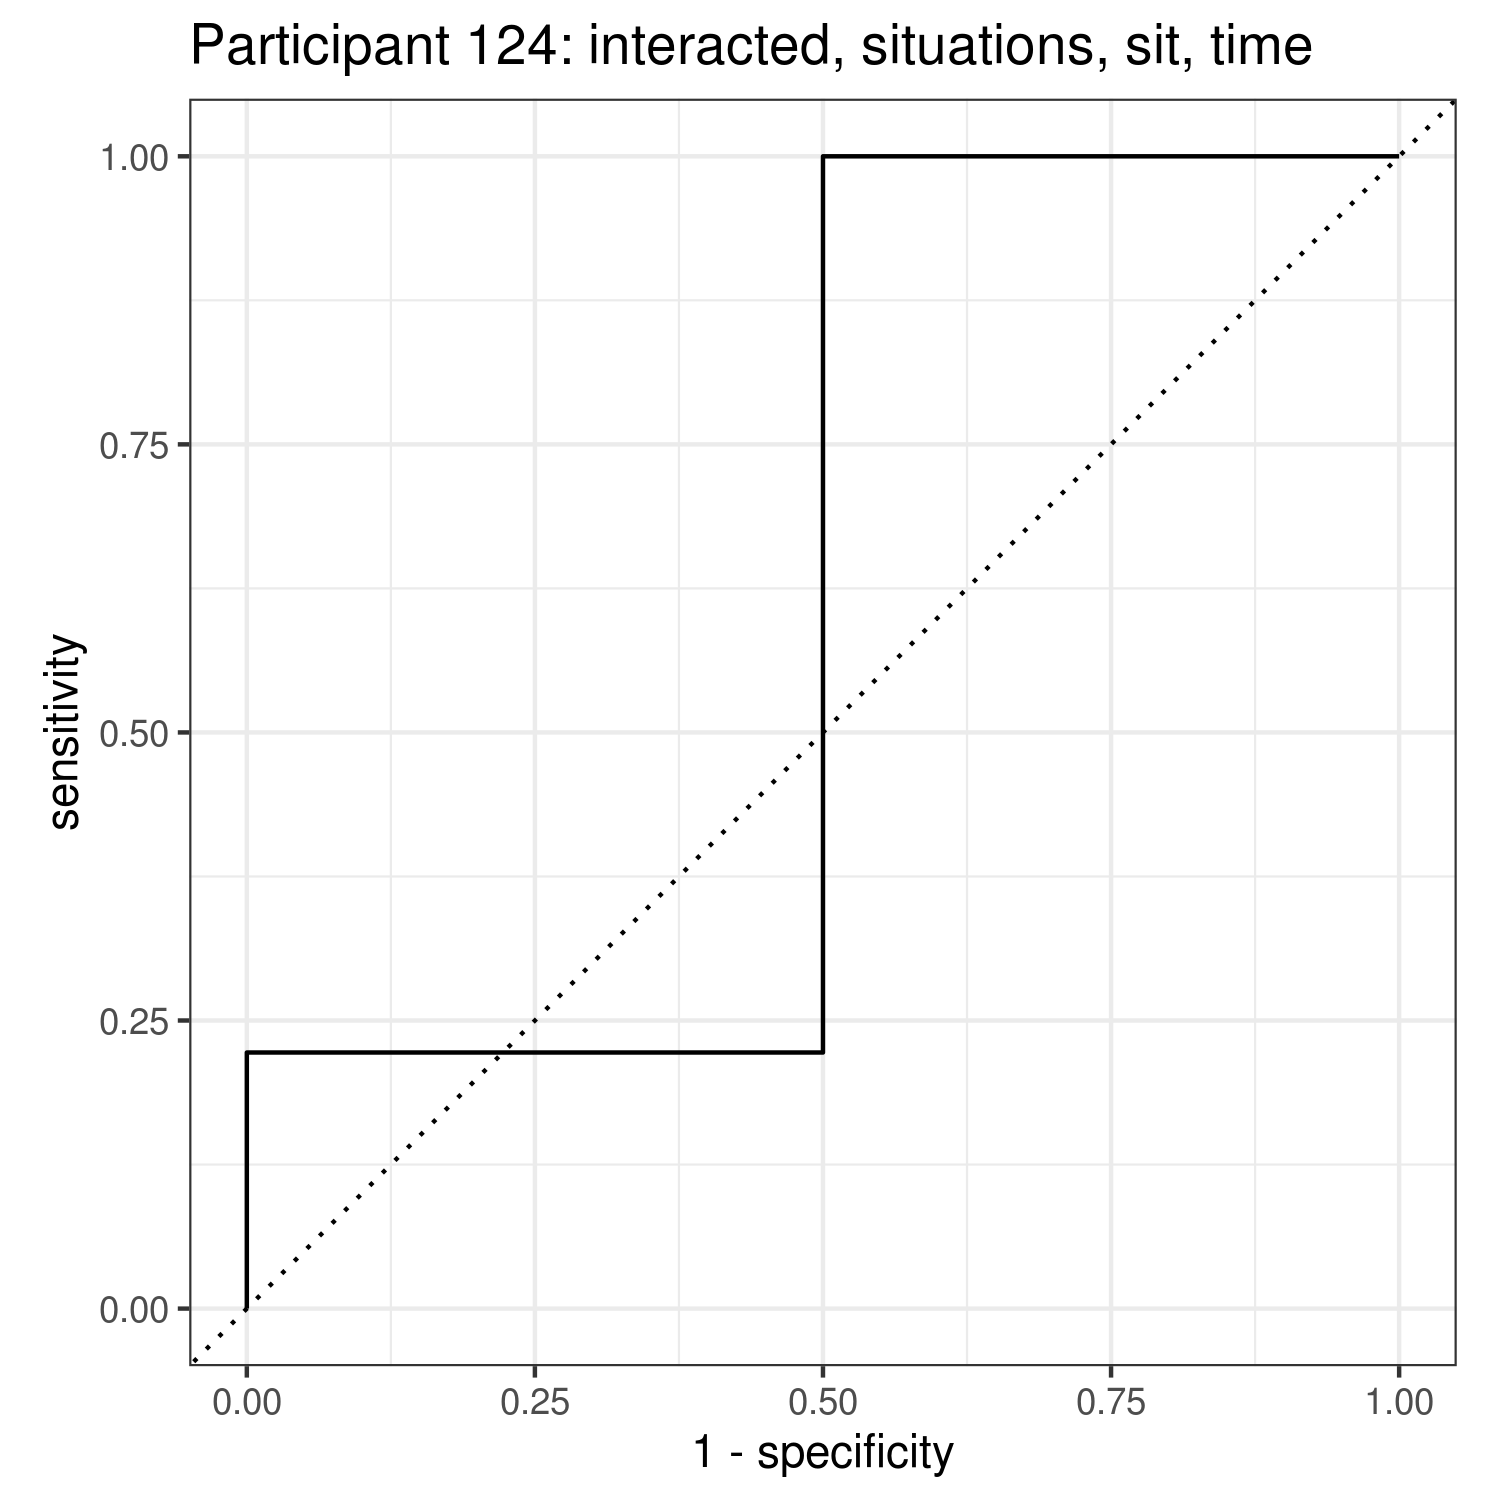 Participant 124: interacted, situations, sit, time
1.00
0.75
0.50
0.25
0.00
sensitivity
0.00 0.25 0.50 0.75 1.00
1 - specificity